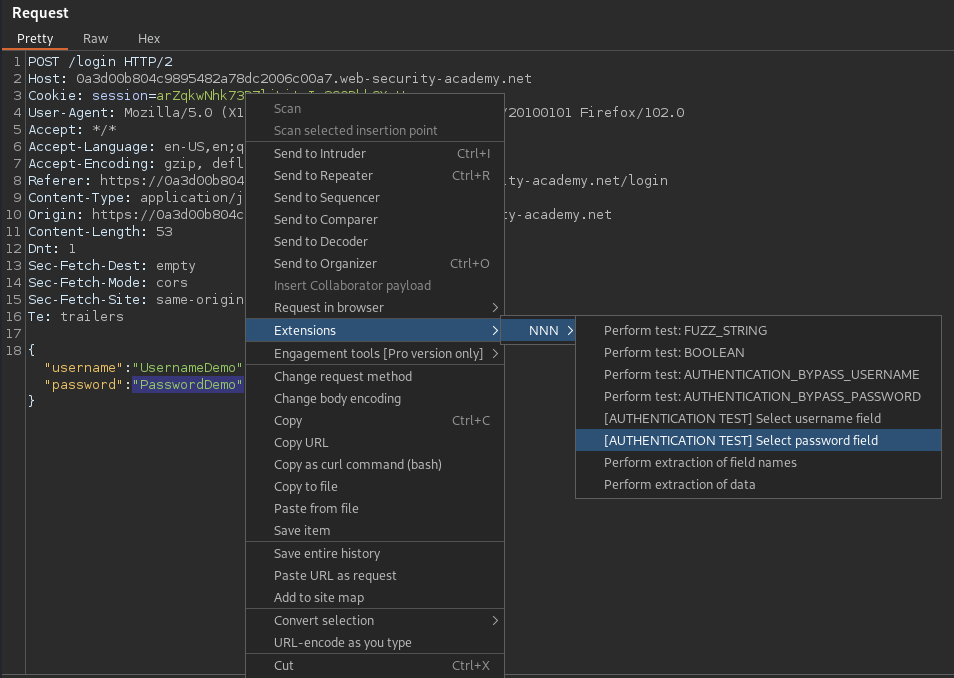 Request
Pretty Raw Hex
1 POST /login HTTP/2
2 Host: 0a3d00b804c9895482a78dc2006c00a7.web-security-academy.net
3 Cookie: session=
4 User-Agent: Mozilla/5.0 (X1 /20100101 Firefox/102.0
5 Accept: */*
6 Accept-Language: en-US,en;q
7 Accept-Encoding: gzip, defl
8 Referer: https://0a3d00b804 ty-academy.net/login
9 Content-Type: application/j
10 Origin: https://0a3d00b804c y-academy.net
11 Content-Length: 53
12 Dnt: 1
13 Sec-Fetch-Dest: empty
14 Sec-Fetch-Mode: cors
15 Sec-Fetch-Site: same-origin
16 Te: trailers
17
18 {
"username":"UsernameDemo"
"password":"PasswordDemo"
}
Scan
Scan selected insertion point
Send to Intruder Ctrl+I
Send to Repeater Ctrl+R
Send to Sequencer
Send to Comparer
Send to Decoder
Send to Organizer Ctrl+O
Insert Collaborator payload
Request in browser >
Extensions >
Engagement tools [Pro version only] >
Change request method
Change body encoding
Copy Ctrl+C
Copy URL
Copy as curl command (bash)
Copy to file
Paste from file
Save item
Save entire history
Paste URL as request
Add to site map
Convert selection >
URL-encode as you type
Cut Ctrl+X
NNN >
Perform test: FUZZ_STRING
Perform test: BOOLEAN
Perform test: AUTHENTICATION_BYPASS_USERNAME
Perform test: AUTHENTICATION_BYPASS_PASSWORD
[AUTHENTICATION TEST] Select username field
[AUTHENTICATION TEST] Select password field
Perform extraction of field names
Perform extraction of data